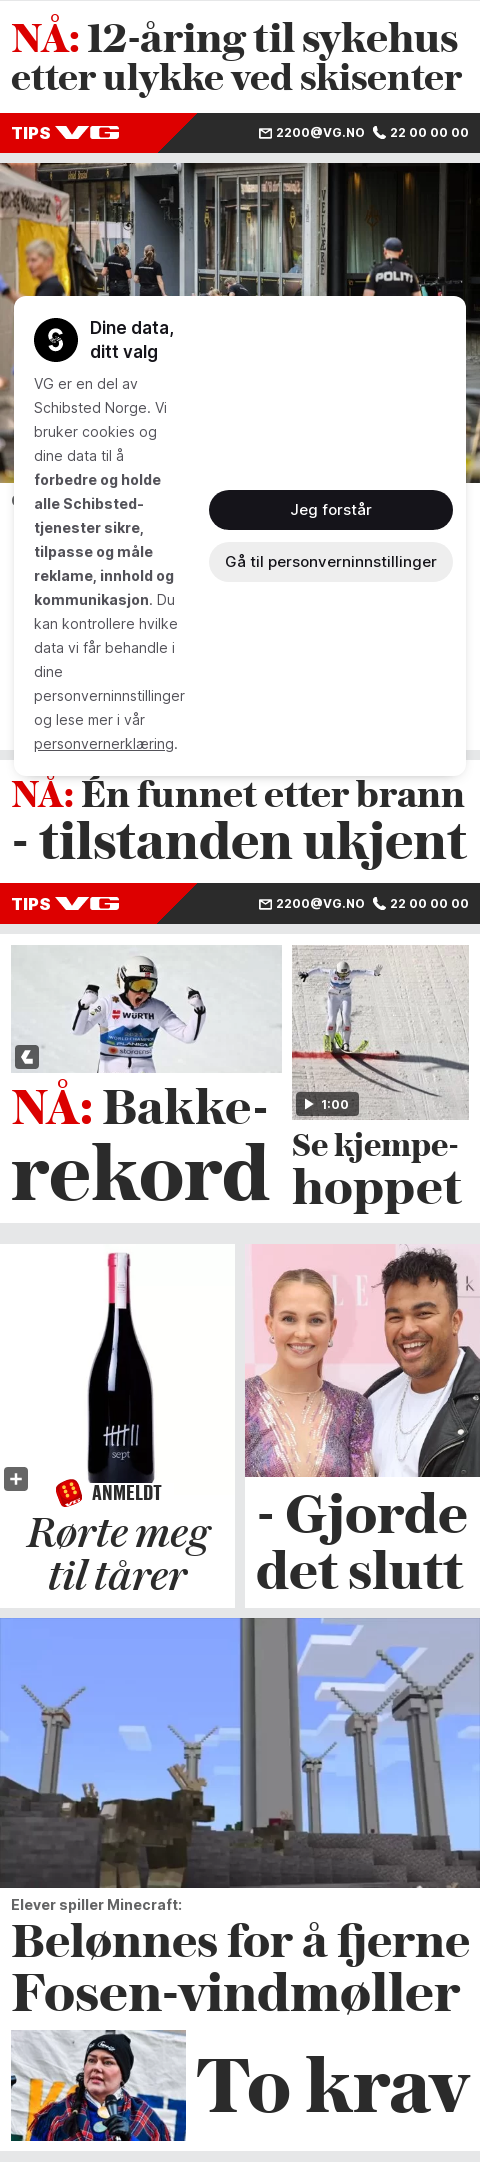 NÅ: 12-åring til sykehus
etter ulykke ved skisenter
TIPS VG 2200@VG.NO 22 00 00 00
POLITI
Dine data,
ditt valg
VG er en del av
Schibsted Norge. Vi
bruker cookies og
dine data til å
forbedre og holde
alle Schibsted-
tjenester sikre,
tilpasse og måle
reklame, innhold og
kommunikasjon. Du
kan kontrollere hvilke
data vi får behandle i
dine
personverninnstillinger
og lese mer i vår
personvernerklæring.
Jeg forstår
Gå til personverninnstillinger
NÅ: Én funnet etter brann
- tilstanden ukjent
TIPS VG 2200@VG.NO 22 00 00 00
WÜRTH
WORLD CHAMPION
PLANICA
1:00
NÅ: Bakke-
rekord
Se kjempe-
hoppet
sept
ANMELDT
Rørte meg
til tårer
- Gjorde
det slutt
Elever spiller Minecraft:
Belønnes for å fjerne
Fosen-vindmøller
To krav